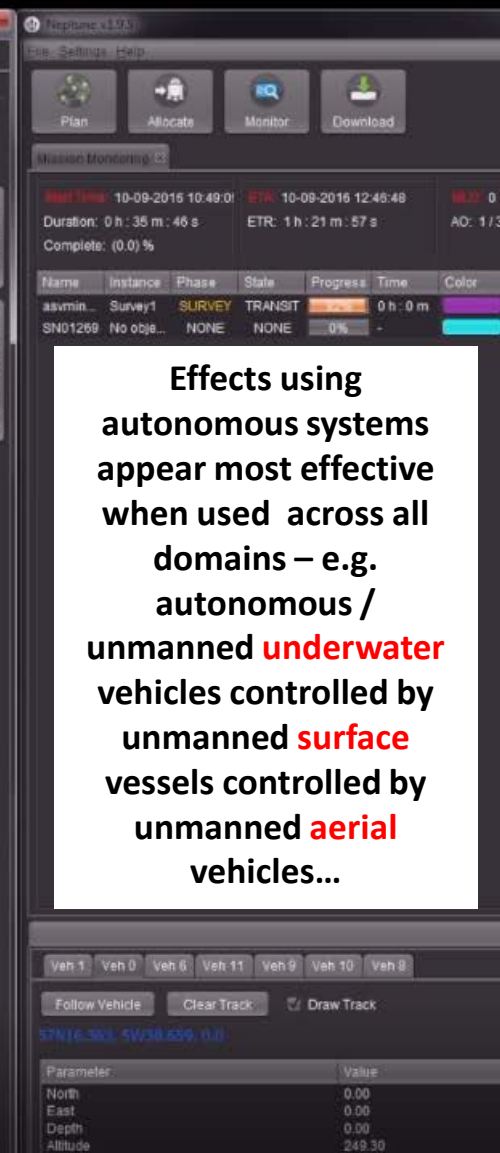 Neptune v1.9.5
File Settings Help
Plan Allocate Monitor Download
Mission Monitoring
Start Time: 10-09-2016 10:49:0 ETA: 10-09-2016 12:46:48 0
Duration: 0 h : 35 m : 46 s ETR: 1 h : 21 m : 57 s AO: 1 / 3
Complete: (0.0) %
Name Instance Phase State Progress Time Color
asvmin... Survey1 SURVEY TRANSIT 0 h : 0 m
SN01269 No obje... NONE NONE 0% -
Effects using
autonomous systems
appear most effective
when used across all
domains – e.g.
autonomous /
unmanned underwater
vehicles controlled by
unmanned surface
vessels controlled by
unmanned aerial
vehicles…
Veh 1 Veh 0 Veh 6 Veh 11 Veh 9 Veh 10 Veh 8
Follow Vehicle Clear Track Draw Track
Parameter Value
North 0.00
East 0.00
Depth 0.00
Altitude 249.30